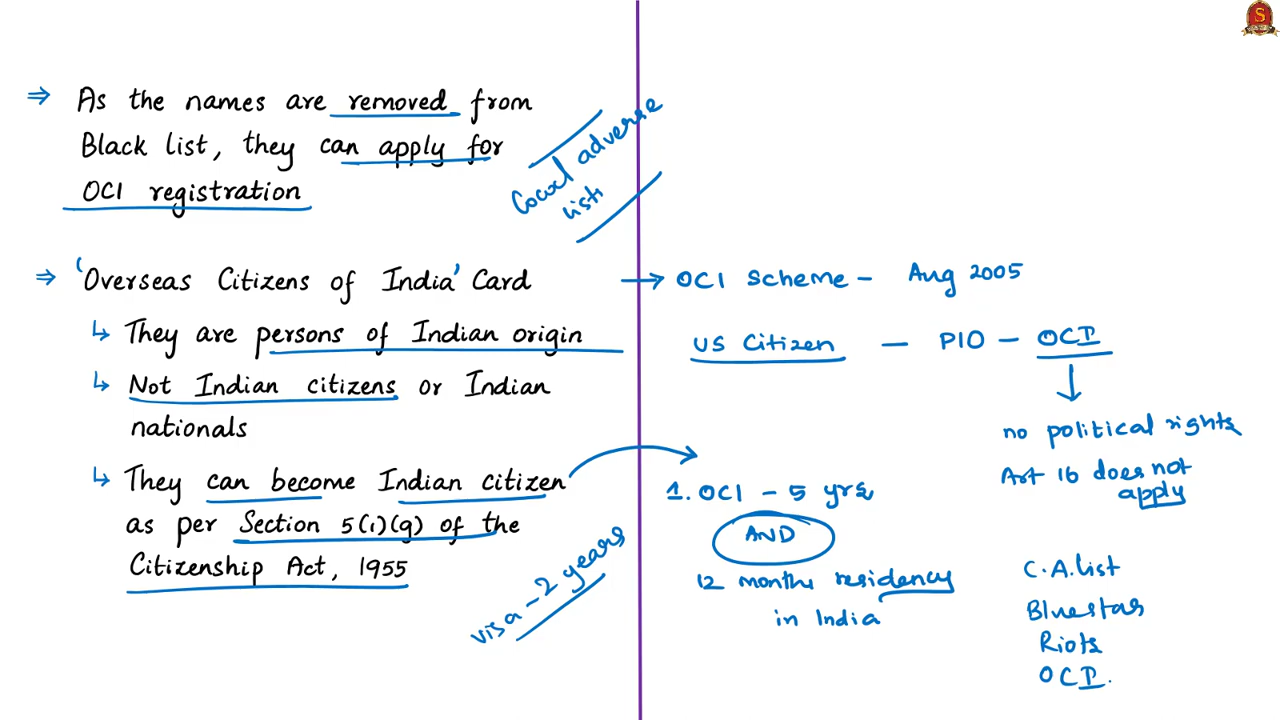 ⇒ As the names are removed from
Black list, they can apply for
OCI registration
adverse
lists
⇒ 'Overseas Citizens of India' Card
↳ They are persons of Indian origin
↳ Not Indian citizens or Indian
nationals
↳ They can become Indian citizen
as per Section 5(1)(g) of the
Citizenship Act, 1955
visa - 2 years
→ OCI Scheme - Aug 2005
US Citizen - PIO - OCI
no political rights
Art 16 does not
apply
1. OCI - 5 yrs
AND
12 months residency
in India
C.A. list
Bluestar
Riots
OCI.